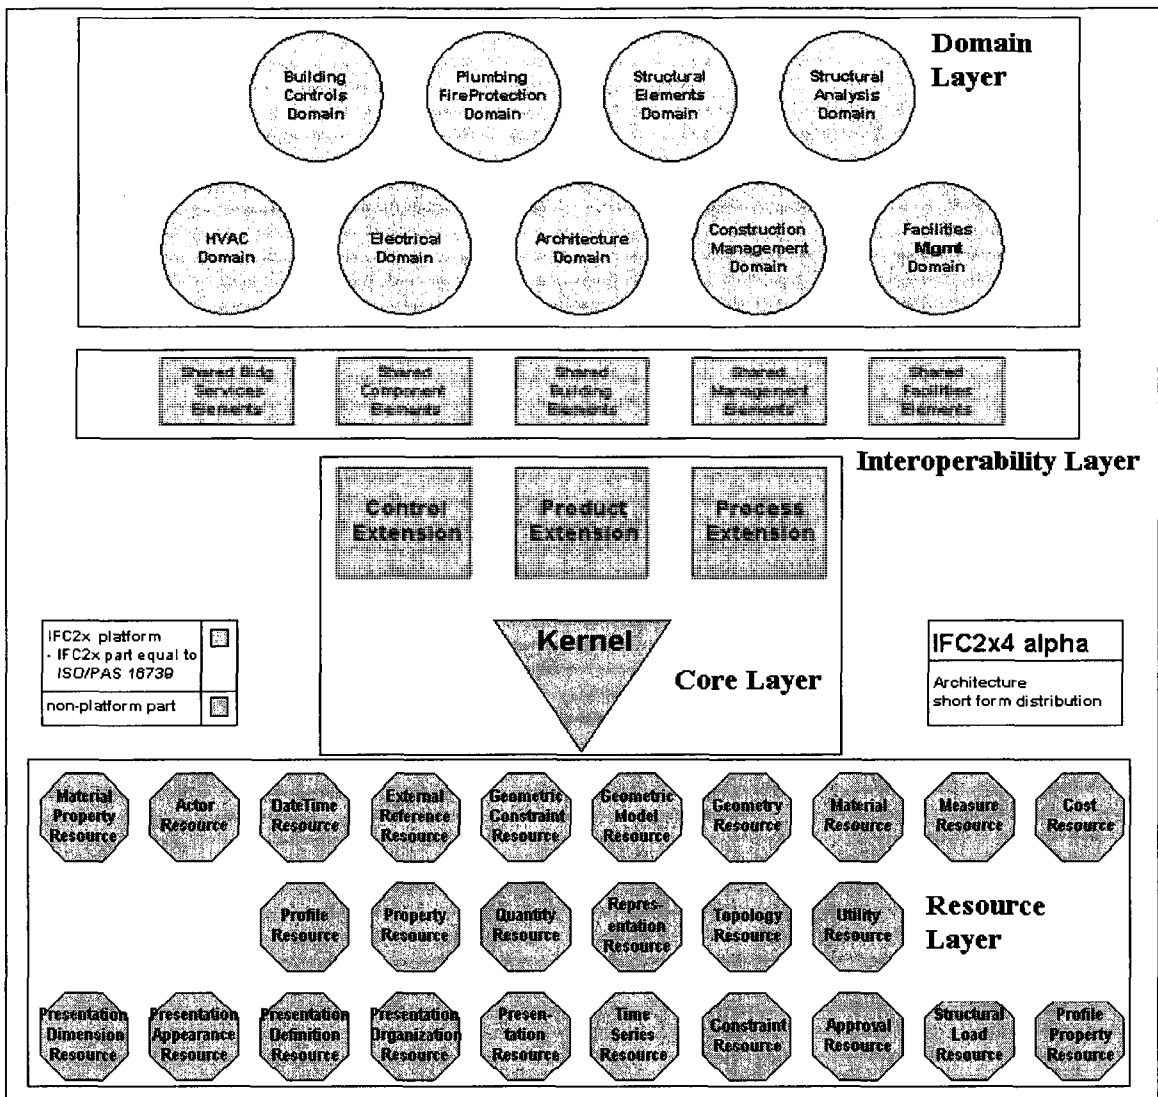 Domain
Layer
Building
Controls
Domain
Plumbing
FireProtection
Domain
Structural
Elements
Domain
Structural
Analysis
Domain
HVAC
Domain
Electrical
Domain
Architecture
Domain
Construction
Management
Domain
Facilities
Mgmt
Domain
Shared Bldg
Services
Elements
Shared
Component
Elements
Shared
Building
Elements
Shared
Management
Elements
Shared
Facilities
Elements
Interoperability Layer
Control
Extension
Product
Extension
Process
Extension
Kernel
Core Layer
IFC2x platform
- IFC2x part equal to
ISO/PAS 16739
non-platform part
IFC2x4 alpha
Architecture
short form distribution
Material
Property
Resource
Actor
Resource
DateTime
Resource
External
Reference
Resource
Geometric
Constraint
Resource
Geometric
Model
Resource
Geometry
Resource
Material
Resource
Measure
Resource
Cost
Resource
Profile
Resource
Property
Resource
Quantity
Resource
Repres-
entation
Resource
Topology
Resource
Utility
Resource
Resource
Layer
Presentation
Dimension
Resource
Presentation
Appearance
Resource
Presentation
Definition
Resource
Presentation
Organization
Resource
Presen-
tation
Resource
Time
Series
Resource
Constraint
Resource
Approval
Resource
Structural
Load
Resource
Profile
Property
Resource